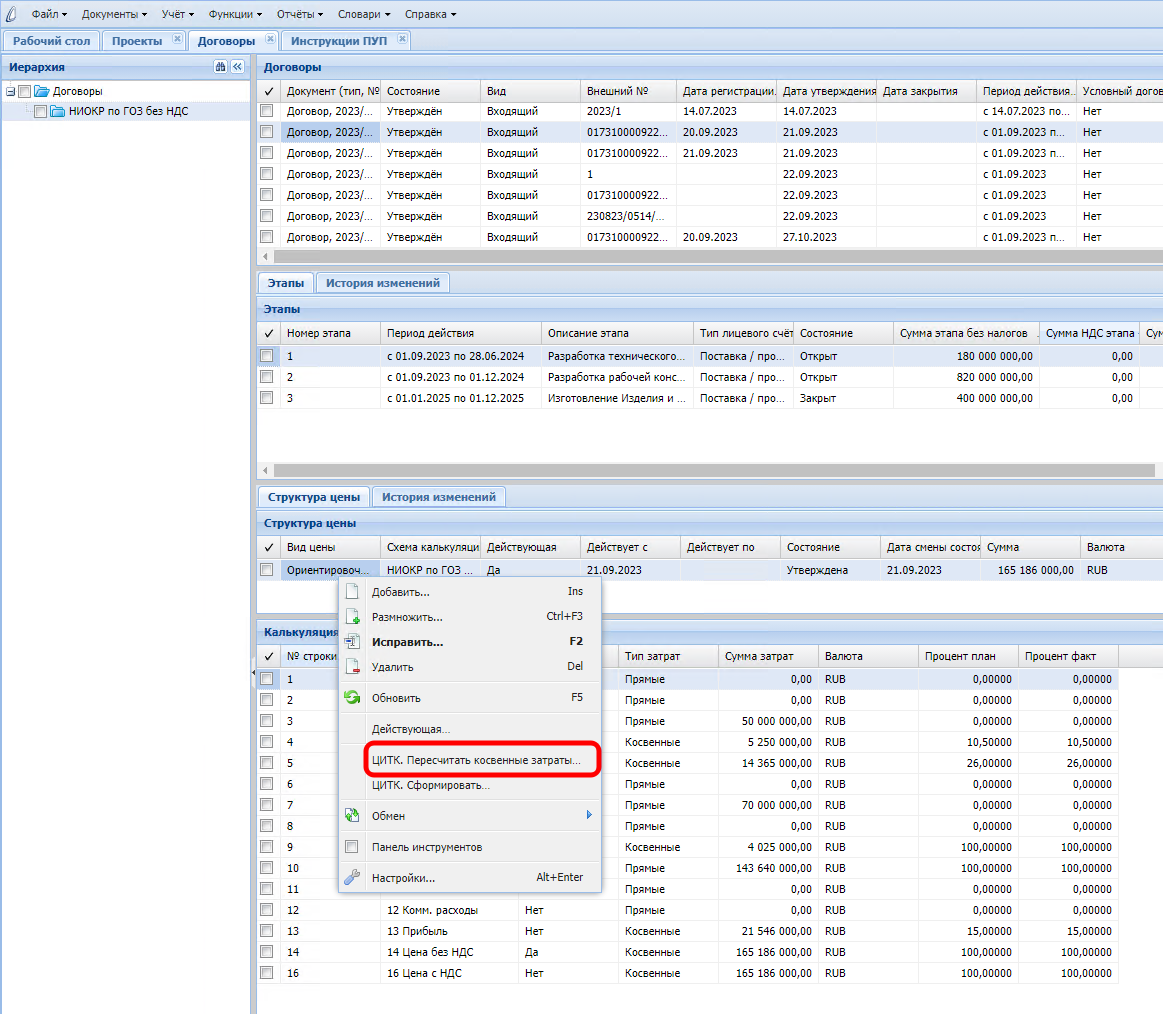 Файл Документы Учёт Функции Отчёты Словари Справка
Рабочий стол Проекты Договоры Инструкции ПУП
Иерархия
Договоры
НИОКР по ГОЗ без НДС
Договоры
Документ (тип, № Состояние Вид Внешний № Дата регистрации. Дата утверждения Дата закрытия Период действия.. Условный догов
Договор, 2023/... Утверждён Входящий 2023/1 14.07.2023 14.07.2023 с 14.07.2023 по... Нет
Договор, 2023/... Утверждён Входящий 017310000922... 20.09.2023 21.09.2023 с 01.09.2023 п... Нет
Договор, 2023/... Утверждён Входящий 017310000922... 21.09.2023 21.09.2023 с 01.09.2023 п... Нет
Договор, 2023/... Утверждён Входящий 1 22.09.2023 с 01.09.2023 Нет
Договор, 2023/... Утверждён Входящий 017310000922... 22.09.2023 с 01.09.2023 Нет
Договор, 2023/... Утверждён Входящий 230823/0514/... 22.09.2023 с 01.09.2023 Нет
Договор, 2023/... Утверждён Входящий 017310000922... 20.09.2023 27.10.2023 с 01.09.2023 п... Нет
Этапы История изменений
Этапы
Номер этапа Период действия Описание этапа Тип лицевого счёт Состояние Сумма этапа без налогов Сумма НДС этапа Сум
1 с 01.09.2023 по 28.06.2024 Разработка технического... Поставка / про... Открыт 180 000 000,00 0,00
2 с 01.09.2023 по 01.12.2024 Разработка рабочей конс... Поставка / про... Открыт 820 000 000,00 0,00
3 с 01.01.2025 по 01.12.2025 Изготовление Изделия и ... Поставка / про... Закрыт 400 000 000,00 0,00
Структура цены История изменений
Структура цены
Вид цены Схема калькуляци Действующая Действует с Действует по Состояние Дата смены состоя Сумма Валюта
Ориентировоч... НИОКР по ГОЗ ... Да 21.09.2023 Утверждена 21.09.2023 165 186 000,00 RUB
Добавить... Ins
Размножить... Ctrl+F3
Исправить... F2
Удалить Del
Обновить F5
Действующая...
ЦИТК. Пересчитать косвенные затраты...
ЦИТК. Сформировать...
Обмен
Панель инструментов
Настройки... Alt+Enter
Калькуляция
№ строки Тип затрат Сумма затрат Валюта Процент план Процент факт
1 Прямые 0,00 RUB 0,00000 0,00000
2 Прямые 0,00 RUB 0,00000 0,00000
3 Прямые 50 000 000,00 RUB 0,00000 0,00000
4 Косвенные 5 250 000,00 RUB 10,50000 10,50000
5 Косвенные 14 365 000,00 RUB 26,00000 26,00000
6 Прямые 0,00 RUB 0,00000 0,00000
7 Прямые 70 000 000,00 RUB 0,00000 0,00000
8 Прямые 0,00 RUB 0,00000 0,00000
9 Косвенные 4 025 000,00 RUB 100,00000 100,00000
10 Прямые 143 640 000,00 RUB 100,00000 100,00000
11 Прямые 0,00 RUB 0,00000 0,00000
12 12 Комм. расходы Нет Прямые 0,00 RUB 0,00000 0,00000
13 13 Прибыль Нет Косвенные 21 546 000,00 RUB 15,00000 15,00000
14 14 Цена без НДС Да Косвенные 165 186 000,00 RUB 100,00000 100,00000
16 16 Цена с НДС Нет Косвенные 165 186 000,00 RUB 100,00000 100,00000